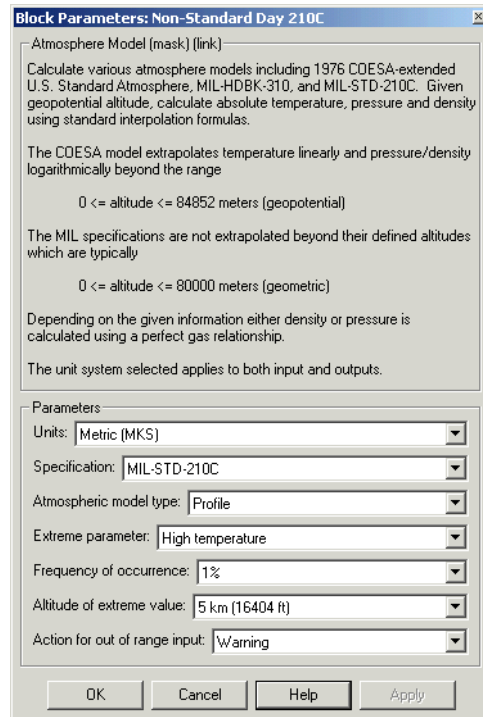 Block Parameters: Non-Standard Day 210C
Atmosphere Model (mask) (link)
Calculate various atmosphere models including 1976 COESA-extended
U.S. Standard Atmosphere, MIL-HDBK-310, and MIL-STD-210C. Given
geopotential altitude, calculate absolute temperature, pressure and density
using standard interpolation formulas.
The COESA model extrapolates temperature linearly and pressure/density
logarithmically beyond the range
0 <= altitude <= 84852 meters (geopotential)
The MIL specifications are not extrapolated beyond their defined altitudes
which are typically
0 <= altitude <= 80000 meters (geometric)
Depending on the given information either density or pressure is
calculated using a perfect gas relationship.
The unit system selected applies to both input and outputs.
Parameters
Units: Metric (MKS)
Specification: MIL-STD-210C
Atmospheric model type: Profile
Extreme parameter: High temperature
Frequency of occurrence: 1%
Altitude of extreme value: 5 km (16404 ft)
Action for out of range input: Warning
OK Cancel Help Apply